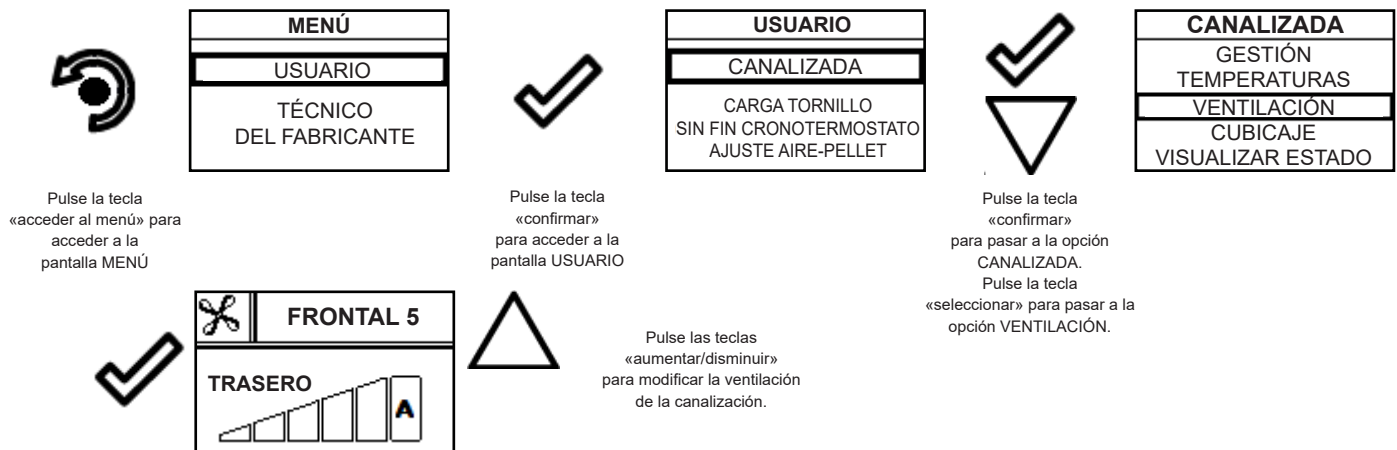 MENÚ
USUARIO
TÉCNICO
DEL FABRICANTE
Pulse la tecla
«acceder al menú» para
acceder a la
pantalla MENÚ
USUARIO
CANALIZADA
CARGA TORNILLO
SIN FIN CRONOTERMOSTATO
AJUSTE AIRE-PELLET
Pulse la tecla
«confirmar»
para acceder a la
pantalla USUARIO
CANALIZADA
GESTIÓN
TEMPERATURAS
VENTILACIÓN
CUBICAJE
VISUALIZAR ESTADO
Pulse la tecla
«confirmar»
para pasar a la opción
CANALIZADA.
Pulse la tecla
«seleccionar» para pasar a la
opción VENTILACIÓN.
FRONTAL 5
TRASERO
A
Pulse las teclas
«aumentar/disminuir»
para modificar la ventilación
de la canalización.